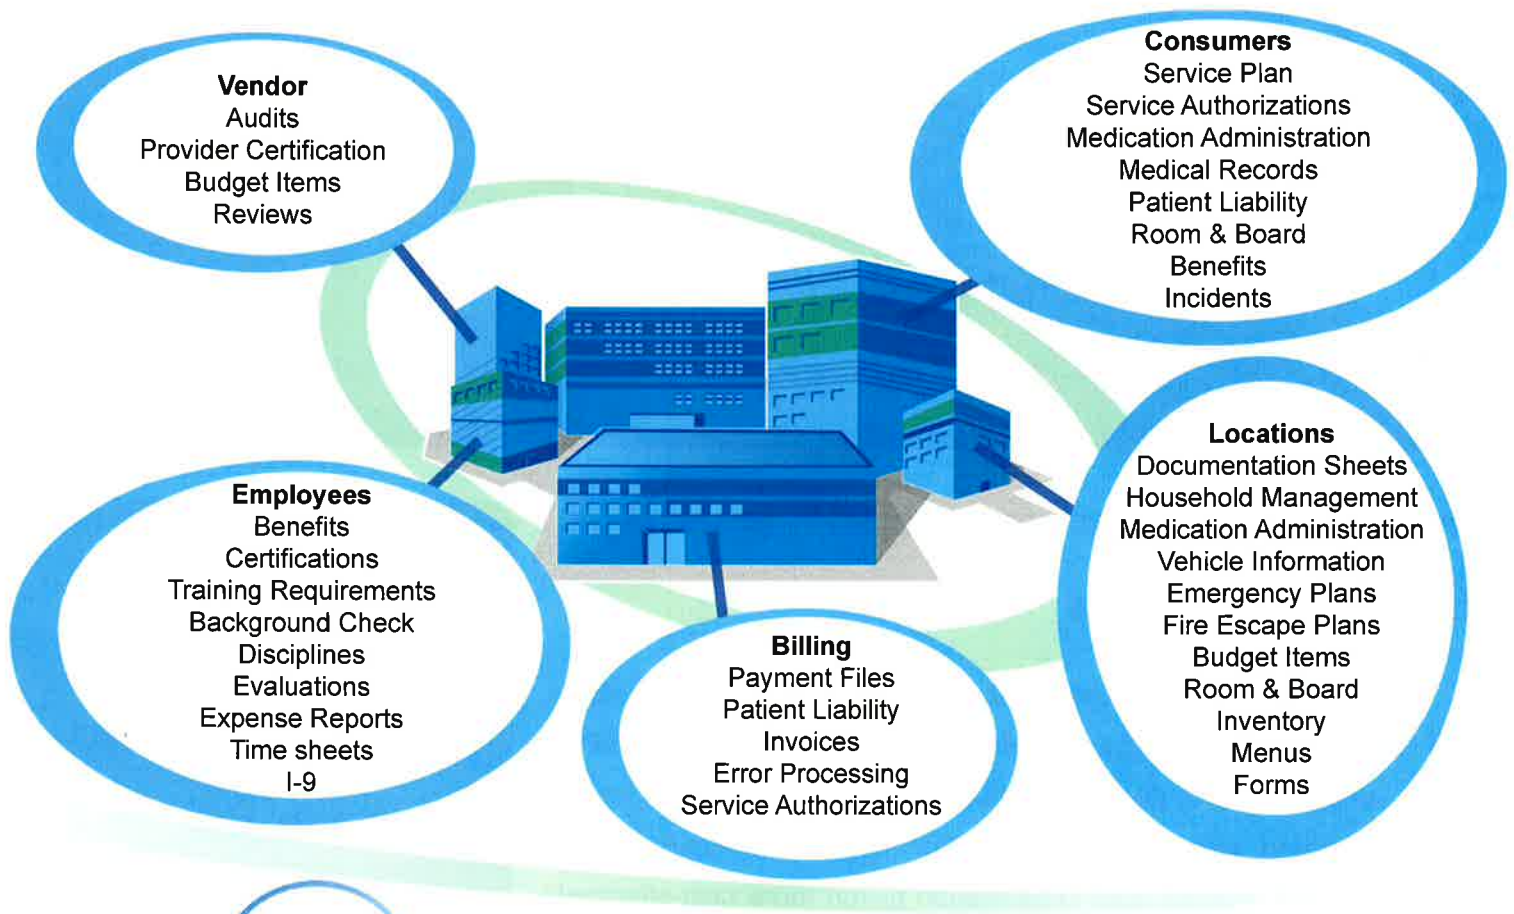 Vendor
Audits
Provider Certification
Budget Items
Reviews
Consumers
Service Plan
Service Authorizations
Medication Administration
Medical Records
Patient Liability
Room & Board
Benefits
Incidents
Employees
Benefits
Certifications
Training Requirements
Background Check
Disciplines
Evaluations
Expense Reports
Time sheets
I-9
Billing
Payment Files
Patient Liability
Invoices
Error Processing
Service Authorizations
Locations
Documentation Sheets
Household Management
Medication Administration
Vehicle Information
Emergency Plans
Fire Escape Plans
Budget Items
Room & Board
Inventory
Menus
Forms